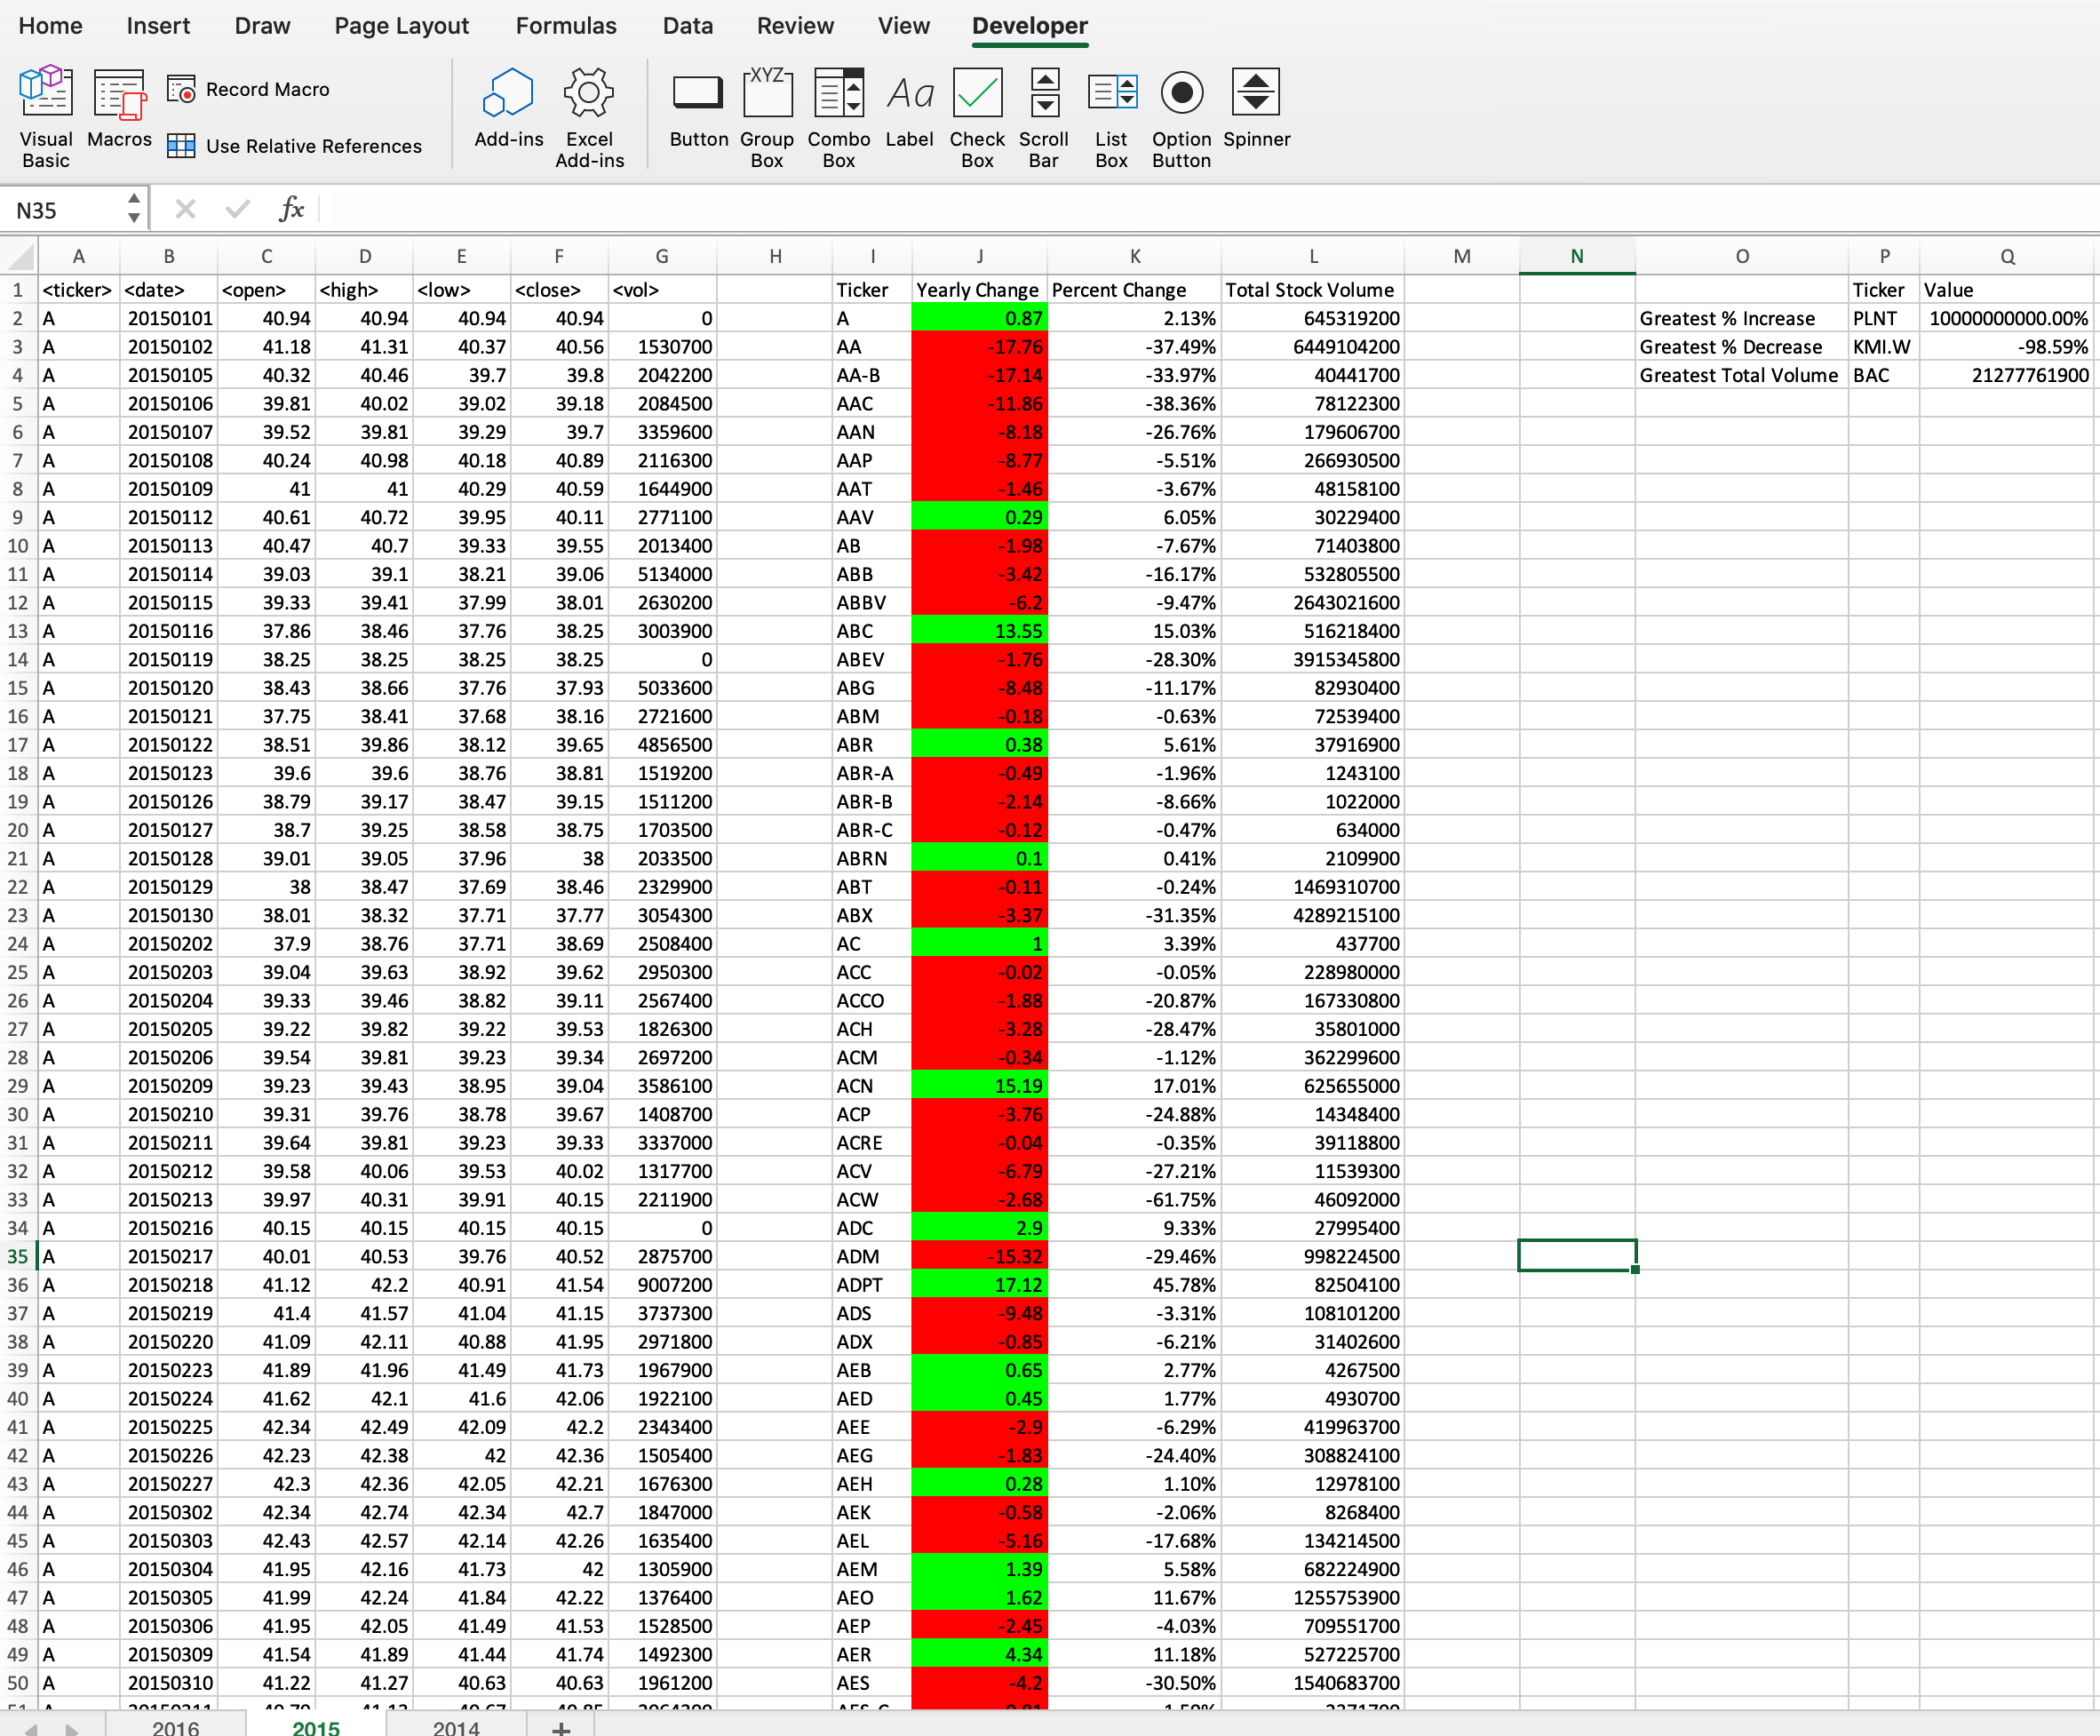 Home Insert Draw Page Layout Formulas Data Review View Developer
Visual Basic Macros Record Macro Use Relative References Add-ins Excel Add-ins Button Group Box Combo Box Label Check Box Scroll Bar List Box Option Button Spinner
XYZ Aa
N35 fx
A B C D E F G H I J K L M N O P Q
1 <ticker> <date> <open> <high> <low> <close> <vol> Ticker Yearly Change Percent Change Total Stock Volume Ticker Value
2 A 20150101 40.94 40.94 40.94 40.94 0 A 0.87 2.13% 645319200 Greatest % Increase PLNT 10000000000.00%
3 A 20150102 41.18 41.31 40.37 40.56 1530700 AA -17.76 -37.49% 6449104200 Greatest % Decrease KMI.W -98.59%
4 A 20150105 40.32 40.46 39.7 39.8 2042200 AA-B -17.14 -33.97% 40441700 Greatest Total Volume BAC 21277761900
5 A 20150106 39.81 40.02 39.02 39.18 2084500 AAC -11.86 -38.36% 78122300
6 A 20150107 39.52 39.81 39.29 39.7 3359600 AAN -8.18 -26.76% 179606700
7 A 20150108 40.24 40.98 40.18 40.89 2116300 AAP -8.77 -5.51% 266930500
8 A 20150109 41 41 40.29 40.59 1644900 AAT -1.46 -3.67% 48158100
9 A 20150112 40.61 40.72 39.95 40.11 2771100 AAV 0.29 6.05% 30229400
10 A 20150113 40.47 40.7 39.33 39.55 2013400 AB -1.98 -7.67% 71403800
11 A 20150114 39.03 39.1 38.21 39.06 5134000 ABB -3.42 -16.17% 532805500
12 A 20150115 39.33 39.41 37.99 38.01 2630200 ABBV -6.2 -9.47% 2643021600
13 A 20150116 37.86 38.46 37.76 38.25 3003900 ABC 13.55 15.03% 516218400
14 A 20150119 38.25 38.25 38.25 38.25 0 ABEV -1.76 -28.30% 3915345800
15 A 20150120 38.43 38.66 37.76 37.93 5033600 ABG -8.48 -11.17% 82930400
16 A 20150121 37.75 38.41 37.68 38.16 2721600 ABM -0.18 -0.63% 72539400
17 A 20150122 38.51 39.86 38.12 39.65 4856500 ABR 0.38 5.61% 37916900
18 A 20150123 39.6 39.6 38.76 38.81 1519200 ABR-A -0.49 -1.96% 1243100
19 A 20150126 38.79 39.17 38.47 39.15 1511200 ABR-B -2.14 -8.66% 1022000
20 A 20150127 38.7 39.25 38.58 38.75 1703500 ABR-C -0.12 -0.47% 634000
21 A 20150128 39.01 39.05 37.96 38 2033500 ABRN 0.1 0.41% 2109900
22 A 20150129 38 38.47 37.69 38.46 2329900 ABT -0.11 -0.24% 1469310700
23 A 20150130 38.01 38.32 37.71 37.77 3054300 ABX -3.37 -31.35% 4289215100
24 A 20150202 37.9 38.76 37.71 38.69 2508400 AC 1 3.39% 437700
25 A 20150203 39.04 39.63 38.92 39.62 2950300 ACC -0.02 -0.05% 228980000
26 A 20150204 39.33 39.46 38.82 39.11 2567400 ACCO -1.88 -20.87% 167330800
27 A 20150205 39.22 39.82 39.22 39.53 1826300 ACH -3.28 -28.47% 35801000
28 A 20150206 39.54 39.81 39.23 39.34 2697200 ACM -0.34 -1.12% 362299600
29 A 20150209 39.23 39.43 38.95 39.04 3586100 ACN 15.19 17.01% 625655000
30 A 20150210 39.31 39.76 38.78 39.67 1408700 ACP -3.76 -24.88% 14348400
31 A 20150211 39.64 39.81 39.23 39.33 3337000 ACRE -0.04 -0.35% 39118800
32 A 20150212 39.58 40.06 39.53 40.02 1317700 ACV -6.79 -27.21% 11539300
33 A 20150213 39.97 40.31 39.91 40.15 2211900 ACW -2.68 -61.75% 46092000
34 A 20150216 40.15 40.15 40.15 40.15 0 ADC 2.9 9.33% 27995400
35 A 20150217 40.01 40.53 39.76 40.52 2875700 ADM -15.32 -29.46% 998224500
36 A 20150218 41.12 42.2 40.91 41.54 9007200 ADPT 17.12 45.78% 82504100
37 A 20150219 41.4 41.57 41.04 41.15 3737300 ADS -9.48 -3.31% 108101200
38 A 20150220 41.09 42.11 40.88 41.95 2971800 ADX -0.85 -6.21% 31402600
39 A 20150223 41.89 41.96 41.49 41.73 1967900 AEB 0.65 2.77% 4267500
40 A 20150224 41.62 42.1 41.6 42.06 1922100 AED 0.45 1.77% 4930700
41 A 20150225 42.34 42.49 42.09 42.2 2343400 AEE -2.9 -6.29% 419963700
42 A 20150226 42.23 42.38 42 42.36 1505400 AEG -1.83 -24.40% 308824100
43 A 20150227 42.3 42.36 42.05 42.21 1676300 AEH 0.28 1.10% 12978100
44 A 20150302 42.34 42.74 42.34 42.7 1847000 AEK -0.58 -2.06% 8268400
45 A 20150303 42.43 42.57 42.14 42.26 1635400 AEL -5.16 -17.68% 134214500
46 A 20150304 41.95 42.16 41.73 42 1305900 AEM 1.39 5.58% 682224900
47 A 20150305 41.99 42.24 41.84 42.22 1376400 AEO 1.62 11.67% 1255753900
48 A 20150306 41.95 42.05 41.49 41.53 1528500 AEP -2.45 -4.03% 709551700
49 A 20150309 41.54 41.89 41.44 41.74 1492300 AER 4.34 11.18% 527225700
50 A 20150310 41.22 41.27 40.63 40.63 1961200 AES -4.2 -30.50% 1540683700
2016 2015 2014 +